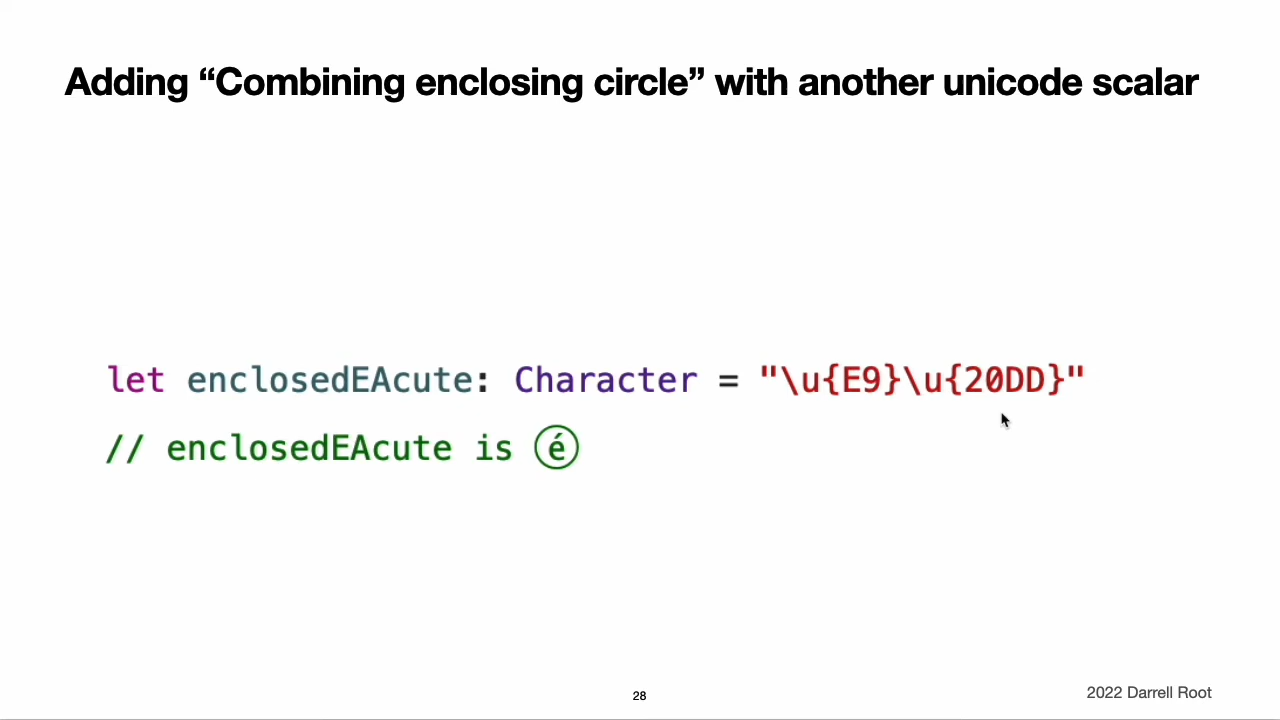 Adding “Combining enclosing circle” with another unicode scalar
let enclosedEAcute: Character = "\u{E9}\u{20DD}"
// enclosedEAcute is é⃝
28
2022 Darrell Root